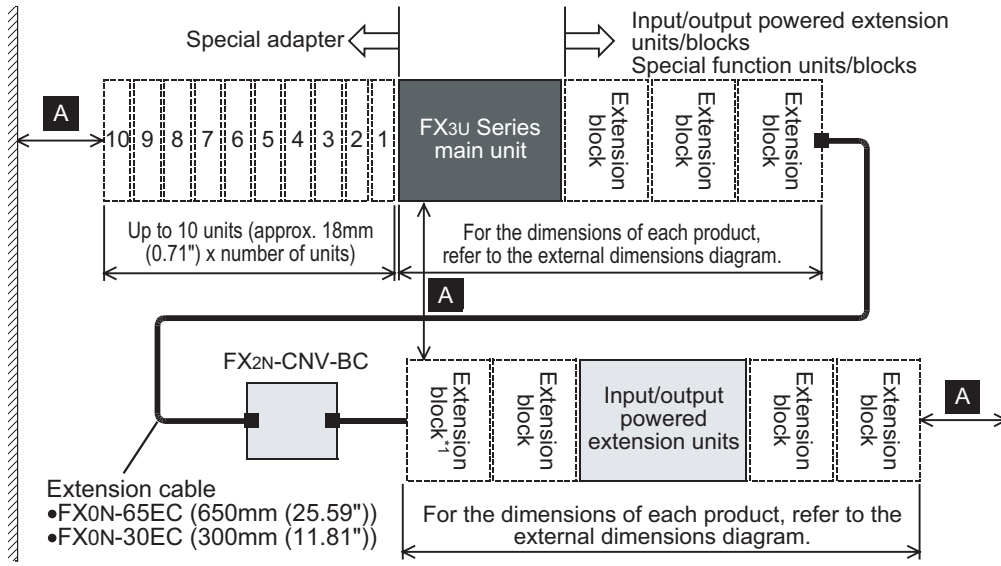 Special adapter
Input/output powered extension
units/blocks
Special function units/blocks
A
10 9 8 7 6 5 4 3 2 1
FX3U Series
main unit
Extension
block
Extension
block
Extension
block
Up to 10 units (approx. 18mm
(0.71") x number of units)
For the dimensions of each product,
refer to the external dimensions diagram.
A
FX2N-CNV-BC
Extension
block*1
Extension
block
Input/output
powered
extension units
Extension
block
Extension
block
A
Extension cable
•FX0N-65EC (650mm (25.59"))
•FX0N-30EC (300mm (11.81"))
For the dimensions of each product, refer to the
external dimensions diagram.